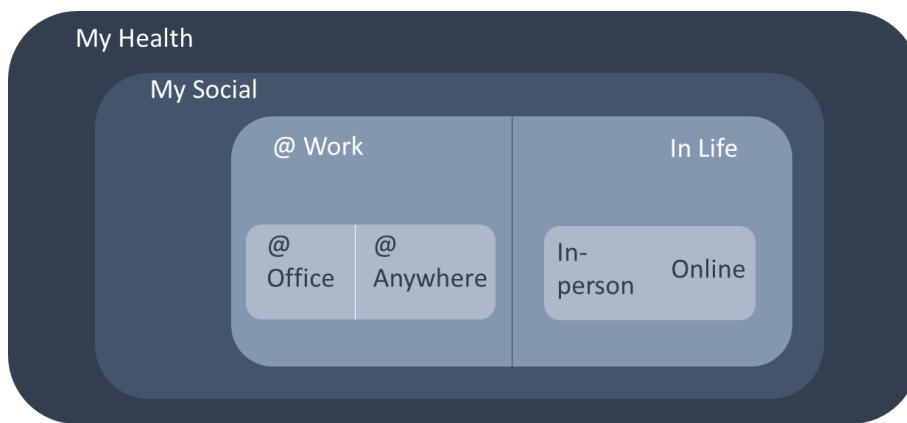 My Health
My Social
@ Work
In Life
@
Office
@
Anywhere
In-
person
Online